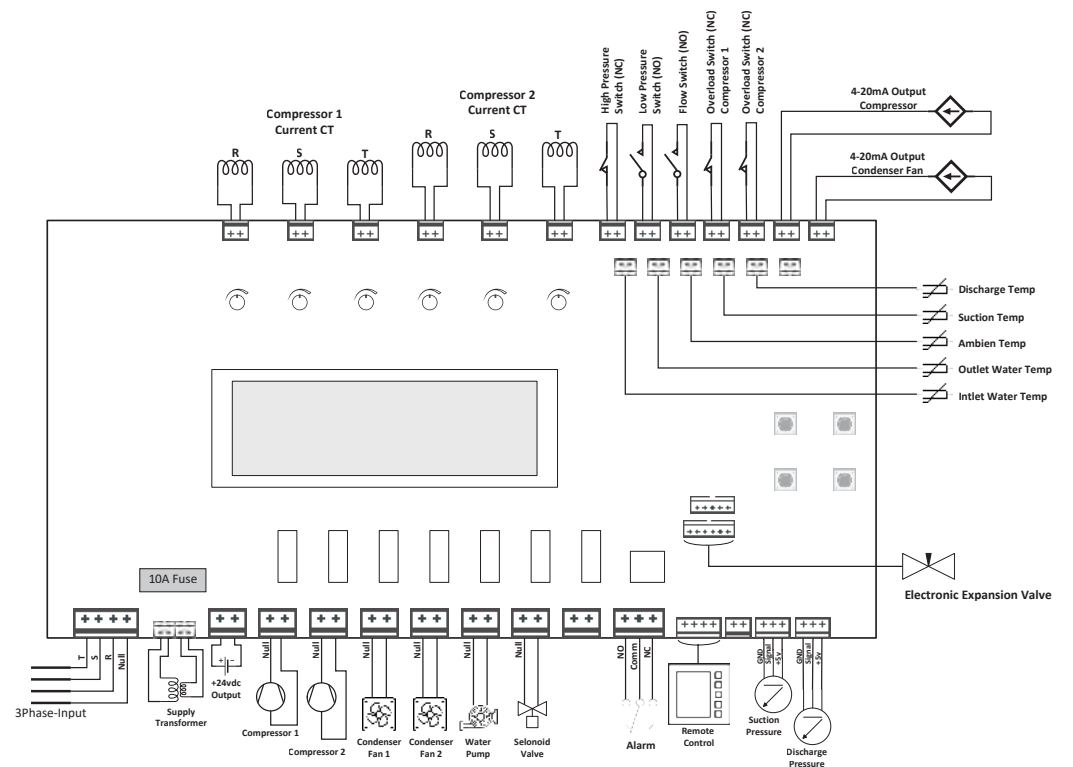 High Pressure
Switch (NC)
Low Pressure
Switch (NO)
Flow Switch (NO)
Overload Switch (NC)
Compressor 1
Overload Switch (NC)
Compressor 2
4-20mA Output
Compressor
4-20mA Output
Condenser Fan
Compressor 1
Current CT
R
S
T
Compressor 2
Current CT
R
S
T
++
++
++
++
++
++
++
++
++
++
++
++
++
Discharge Temp
Suction Temp
Ambien Temp
Outlet Water Temp
Intlet Water Temp
Electronic Expansion Valve
10A Fuse
T
S
R
Null
3Phase-Input
Supply
Transformer
+ -
+24vdc
Output
Null
Compressor 1
Null
Compressor 2
Null
Condenser
Fan 1
Null
Condenser
Fan 2
Null
Water
Pump
Null
Selonoid
Valve
NO
Comm
NC
Alarm
Remote
Control
GND
Signal
+5v
Suction
Pressure
GND
Signal
+5v
Discharge
Pressure